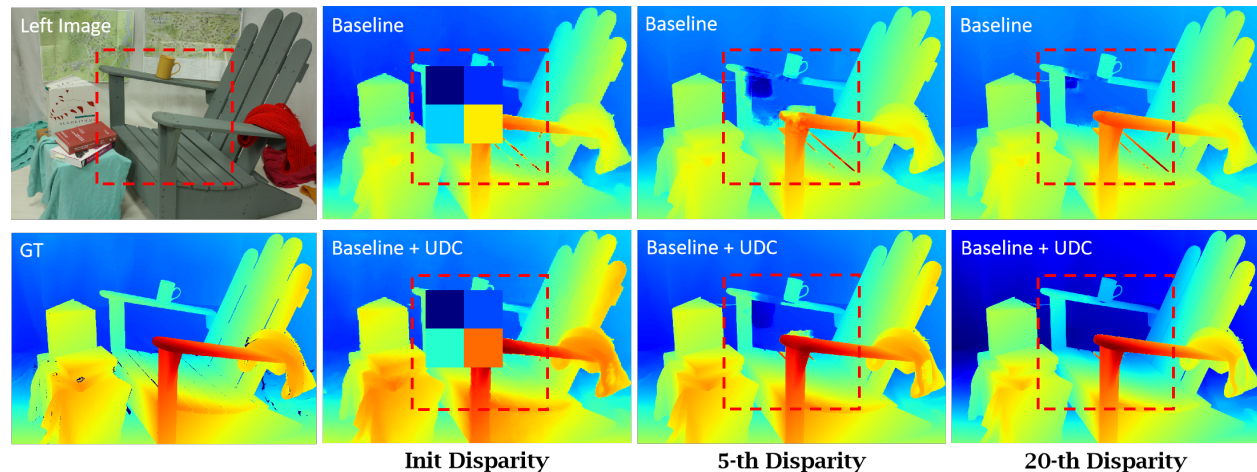 Left Image
Baseline
Baseline
Baseline
GT
Baseline + UDC
Baseline + UDC
Baseline + UDC
Init Disparity
5-th Disparity
20-th Disparity